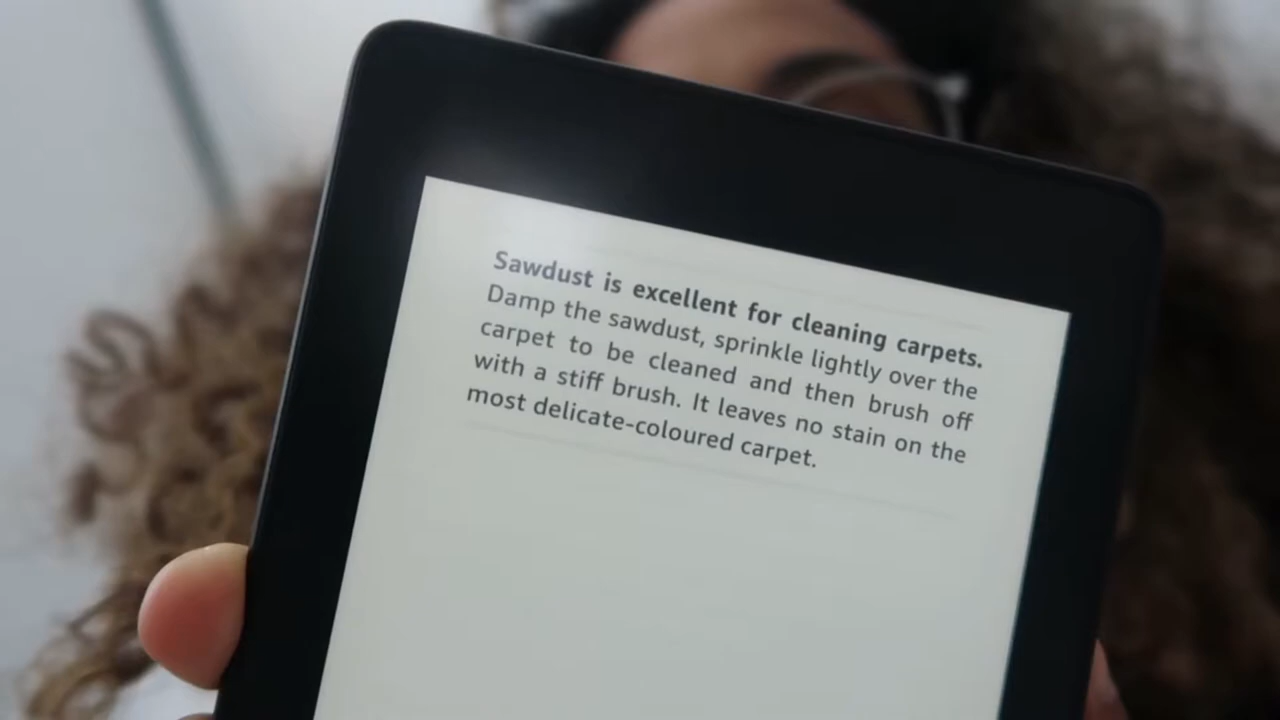 Sawdust is excellent for cleaning carpets.
Damp the sawdust, sprinkle lightly over the
carpet to be cleaned and then brush off
with a stiff brush. It leaves no stain on the
most delicate-coloured carpet.